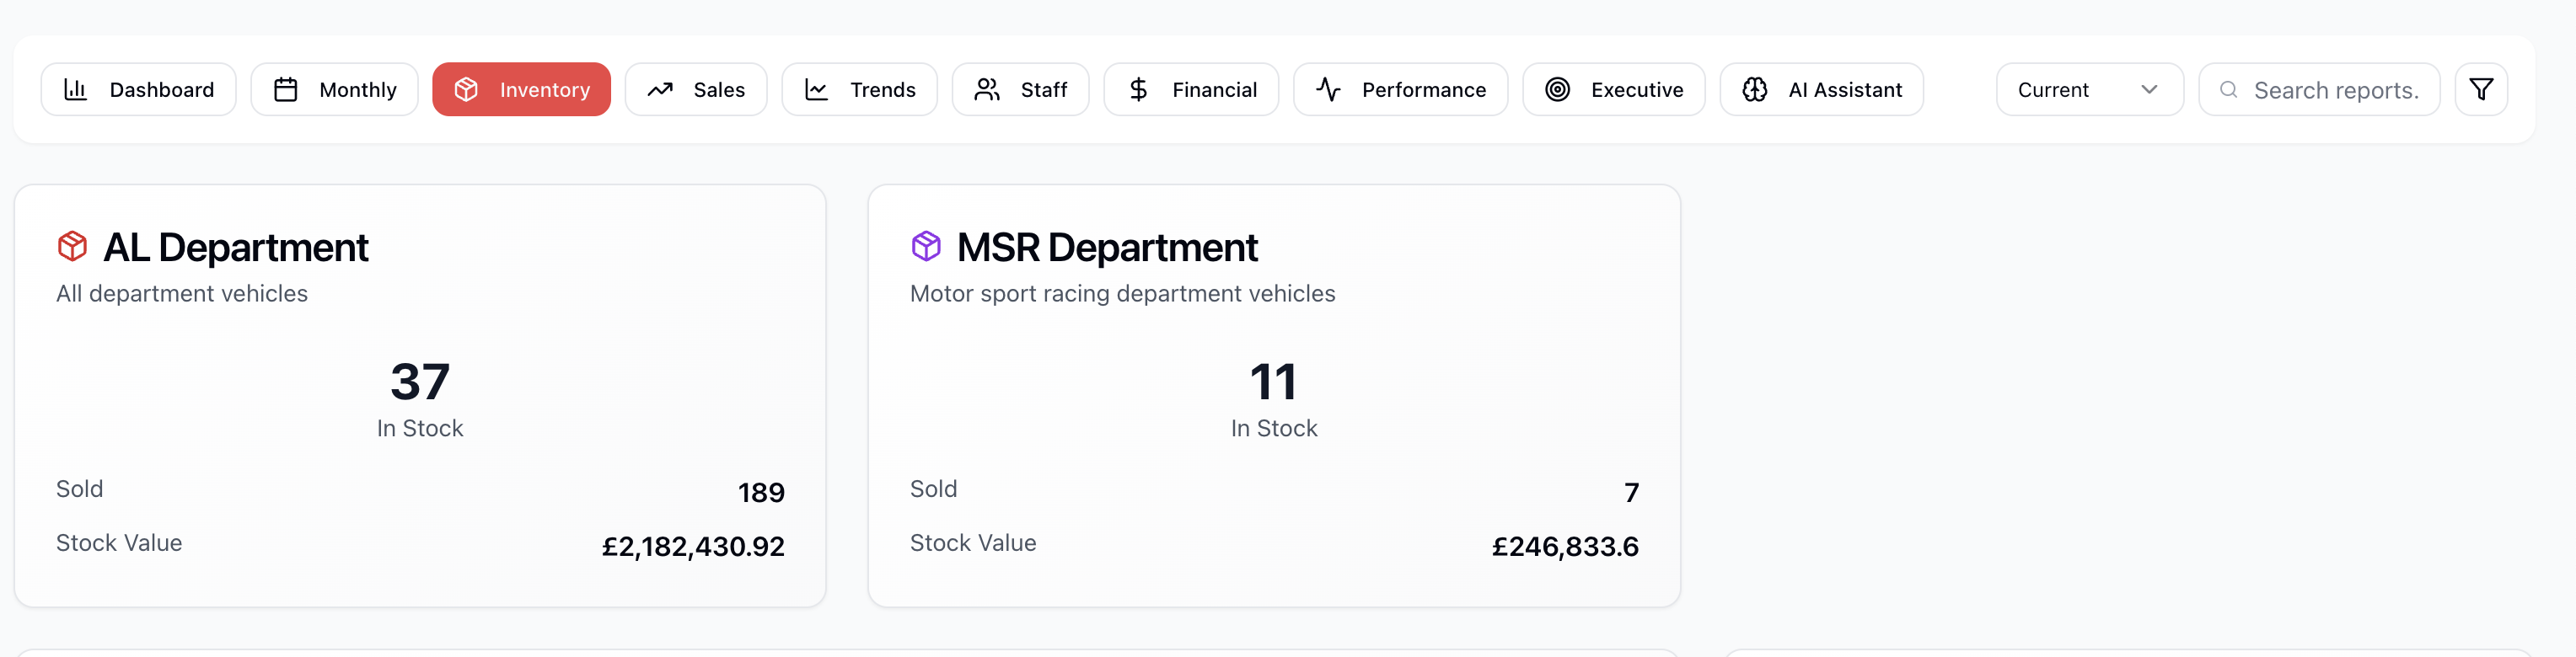 Dashboard Monthly Inventory Sales Trends Staff Financial Performance Executive AI Assistant Current Search reports.
AL Department
All department vehicles
37
In Stock
Sold 189
Stock Value £2,182,430.92
MSR Department
Motor sport racing department vehicles
11
In Stock
Sold 7
Stock Value £246,833.6